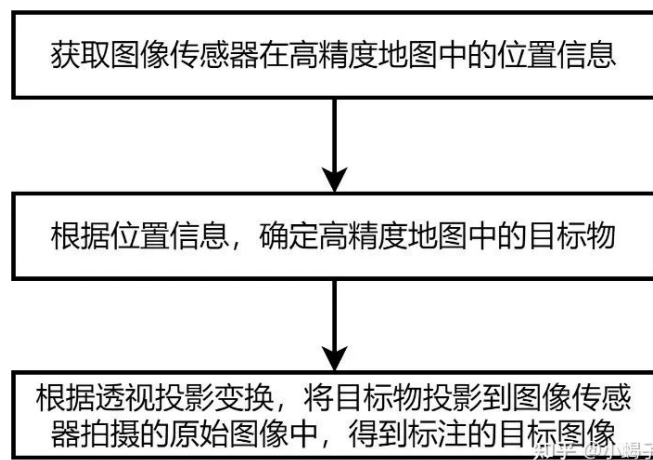 获取图像传感器在高精度地图中的位置信息
根据位置信息，确定高精度地图中的目标物
根据透视投影变换，将目标物投影到图像传感
器拍摄的原始图像中，得到标注的目标图像
知乎 @小蝎子